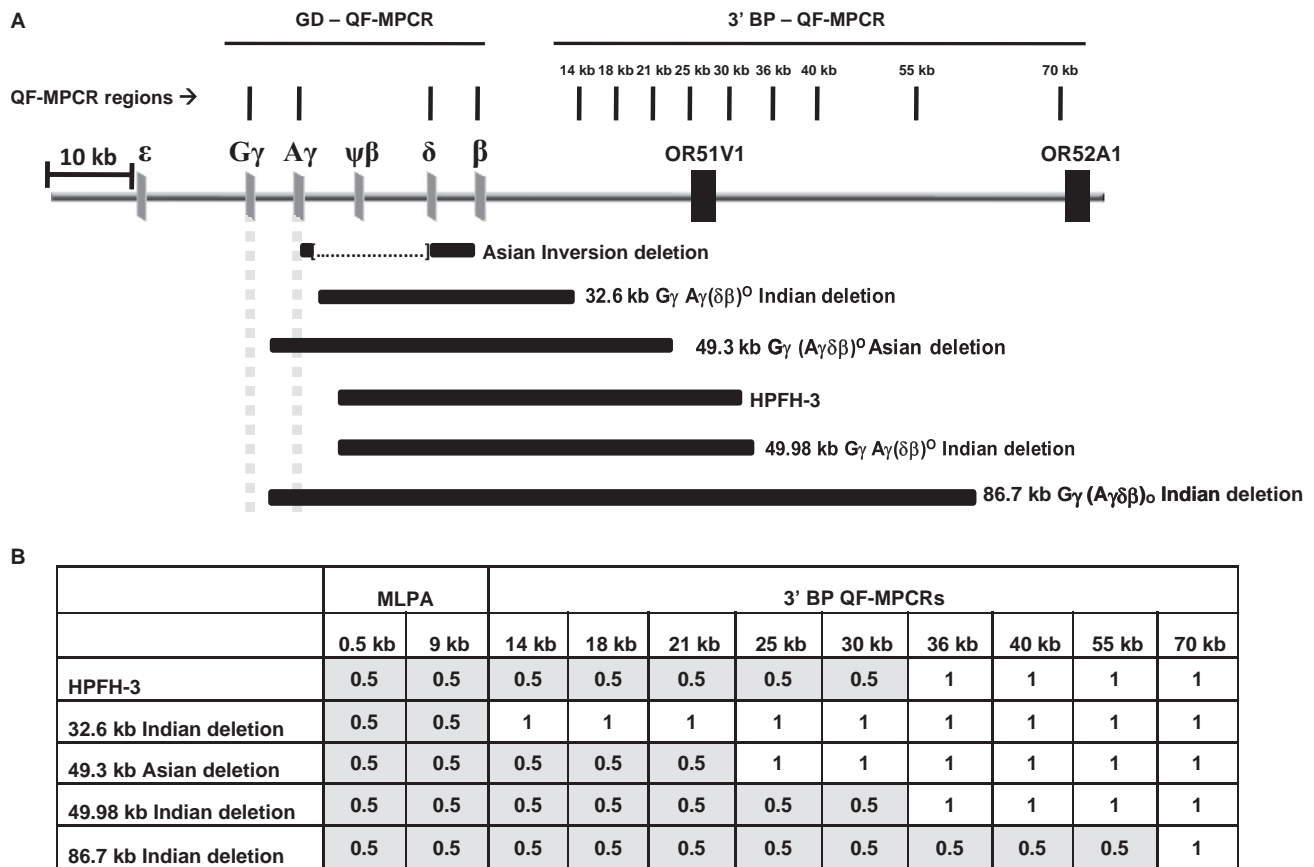 A
GD – QF-MPCR
3' BP – QF-MPCR
14 kb 18 kb 21 kb 25 kb 30 kb 36 kb 40 kb 55 kb 70 kb
QF-MPCR regions →
10 kb ε Gγ Aγ ψβ δ β OR51V1 OR52A1
[......................] Asian Inversion deletion
32.6 kb Gγ Aγ(δβ)º Indian deletion
49.3 kb Gγ (Aγδβ)º Asian deletion
HPFH-3
49.98 kb Gγ Aγ(δβ)º Indian deletion
86.7 kb Gγ (Aγδβ)o Indian deletion
B
MLPA 3' BP QF-MPCRs
0.5 kb 9 kb 14 kb 18 kb 21 kb 25 kb 30 kb 36 kb 40 kb 55 kb 70 kb
HPFH-3 0.5 0.5 0.5 0.5 0.5 0.5 0.5 1 1 1 1
32.6 kb Indian deletion 0.5 0.5 1 1 1 1 1 1 1 1 1
49.3 kb Asian deletion 0.5 0.5 0.5 0.5 0.5 1 1 1 1 1 1
49.98 kb Indian deletion 0.5 0.5 0.5 0.5 0.5 0.5 0.5 1 1 1 1
86.7 kb Indian deletion 0.5 0.5 0.5 0.5 0.5 0.5 0.5 0.5 0.5 0.5 1